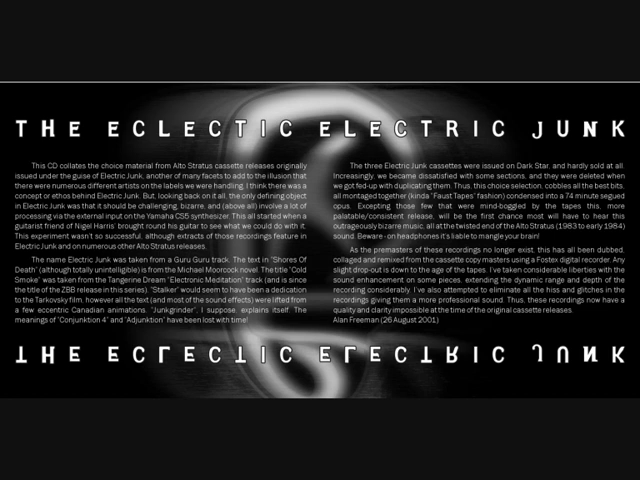 THE ECLECTIC ELECTRIC JUNK
This CD collates the choice material from Alto Stratus cassette releases originally
issued under the guise of Electric Junk, another of many facets to add to the illusion that
there were numerous different artists on the labels we were handling. I think there was a
concept or ethos behind Electric Junk. But, looking back on it all, the only defining object
in Electric Junk was that it should be challenging, bizarre, and (above all) involve a lot of
processing via the external input on the Yamaha CS5 synthesizer. This all started when a
guitarist friend of Nigel Harris' brought round his guitar to see what we could do with it.
This experiment wasn't so successful, although extracts of those recordings feature in
Electric Junk and on numerous other Alto Stratus releases.
The name Electric Junk was taken from a Guru Guru track. The text in "Shores Of
Death" (although totally unintelligible) is from the Michael Moorcock novel. The title "Cold
Smoke" was taken from the Tangerine Dream "Electronic Meditation" track (and is since
the title of the ZBB release in this series). "Stalker" would seem to have been a dedication
to the Tarkovsky film, however all the text (and most of the sound effects) were lifted from
a few eccentric Canadian animations. "Junkgrinder", I suppose, explains itself. The
meanings of "Conjunktion 4" and "Adjunktion" have been lost with time!
The three Electric Junk cassettes were issued on Dark Star, and hardly sold at all.
Increasingly, we became dissatisfied with some sections, and they were deleted when
we got fed-up with duplicating them. Thus, this choice selection, cobbles all the best bits,
all montaged together (kinda "Faust Tapes" fashion) condensed into a 74 minute segued
opus. Excepting those few that were mind-boggled by the tapes this, more
palatable/consistent release, will be the first chance most will have to hear this
outrageously bizarre music, all at the twisted end of the Alto Stratus (1983 to early 1984)
sound. Beware - on headphones it's liable to mangle your brain!
As the premasters of these recordings no longer exist, this has all been dubbed,
collaged and remixed from the cassette copy masters using a Fostex digital recorder. Any
slight drop-out is down to the age of the tapes. I've taken considerable liberties with the
sound enhancement on some pieces, extending the dynamic range and depth of the
recording considerably. I've also attempted to eliminate all the hiss and glitches in the
recordings giving them a more professional sound. Thus, these recordings now have a
quality and clarity impossible at the time of the original cassette releases.
Alan Freeman (26 August 2001)
THE ECLECTIC ELECTRIC JUNK